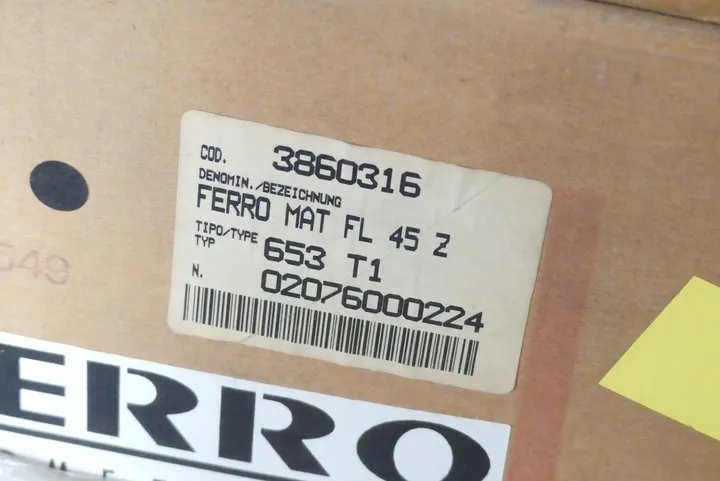 COD. 3860316
DENOMIN./BEZEICHNUNG
FERRO MAT FL 45 Z
TIPO/TYPE
TYP 653 T1
N. 02076000224
ERRO